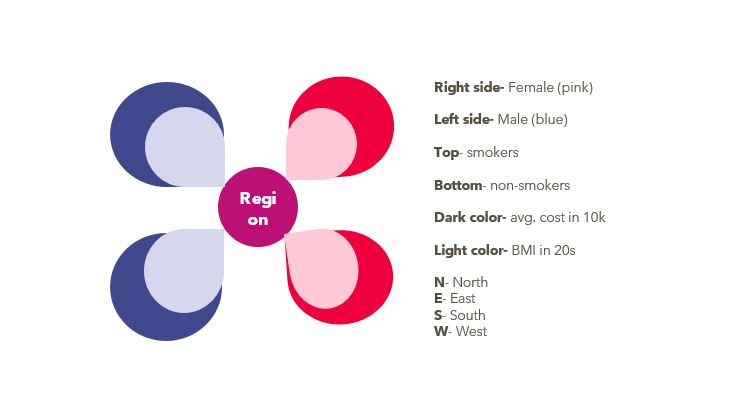 Regi
on
Right side- Female (pink)
Left side- Male (blue)
Top- smokers
Bottom- non-smokers
Dark color- avg. cost in 10k
Light color- BMI in 20s
N- North
E- East
S- South
W- West